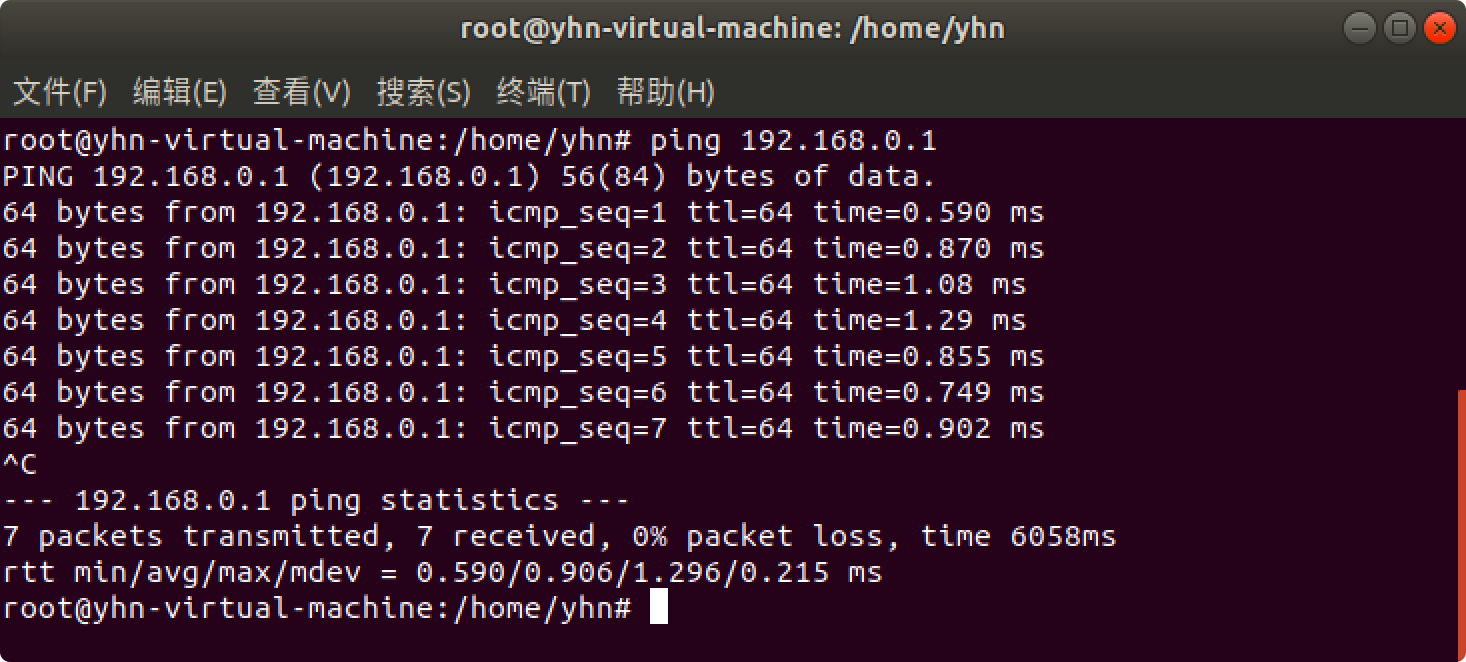 root@yhn-virtual-machine: /home/yhn
文件(F) 编辑(E) 查看(V) 搜索(S) 终端(T) 帮助(H)
root@yhn-virtual-machine:/home/yhn# ping 192.168.0.1
PING 192.168.0.1 (192.168.0.1) 56(84) bytes of data.
64 bytes from 192.168.0.1: icmp_seq=1 ttl=64 time=0.590 ms
64 bytes from 192.168.0.1: icmp_seq=2 ttl=64 time=0.870 ms
64 bytes from 192.168.0.1: icmp_seq=3 ttl=64 time=1.08 ms
64 bytes from 192.168.0.1: icmp_seq=4 ttl=64 time=1.29 ms
64 bytes from 192.168.0.1: icmp_seq=5 ttl=64 time=0.855 ms
64 bytes from 192.168.0.1: icmp_seq=6 ttl=64 time=0.749 ms
64 bytes from 192.168.0.1: icmp_seq=7 ttl=64 time=0.902 ms
^C
--- 192.168.0.1 ping statistics ---
7 packets transmitted, 7 received, 0% packet loss, time 6058ms
rtt min/avg/max/mdev = 0.590/0.906/1.296/0.215 ms
root@yhn-virtual-machine:/home/yhn#